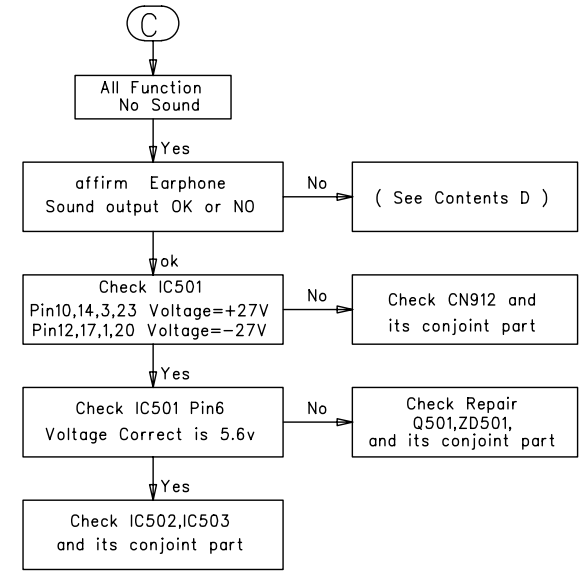 C
All Function
No Sound
Yes
affirm Earphone
Sound output OK or NO
No
( See Contents D )
ok
Check IC501
Pin10,14,3,23 Voltage=+27V
Pin12,17,1,20 Voltage=-27V
No
Check CN912 and
its conjoint part
Yes
Check IC501 Pin6
Voltage Correct is 5.6v
No
Check Repair
Q501,ZD501,
and its conjoint part
Yes
Check IC502,IC503
and its conjoint part